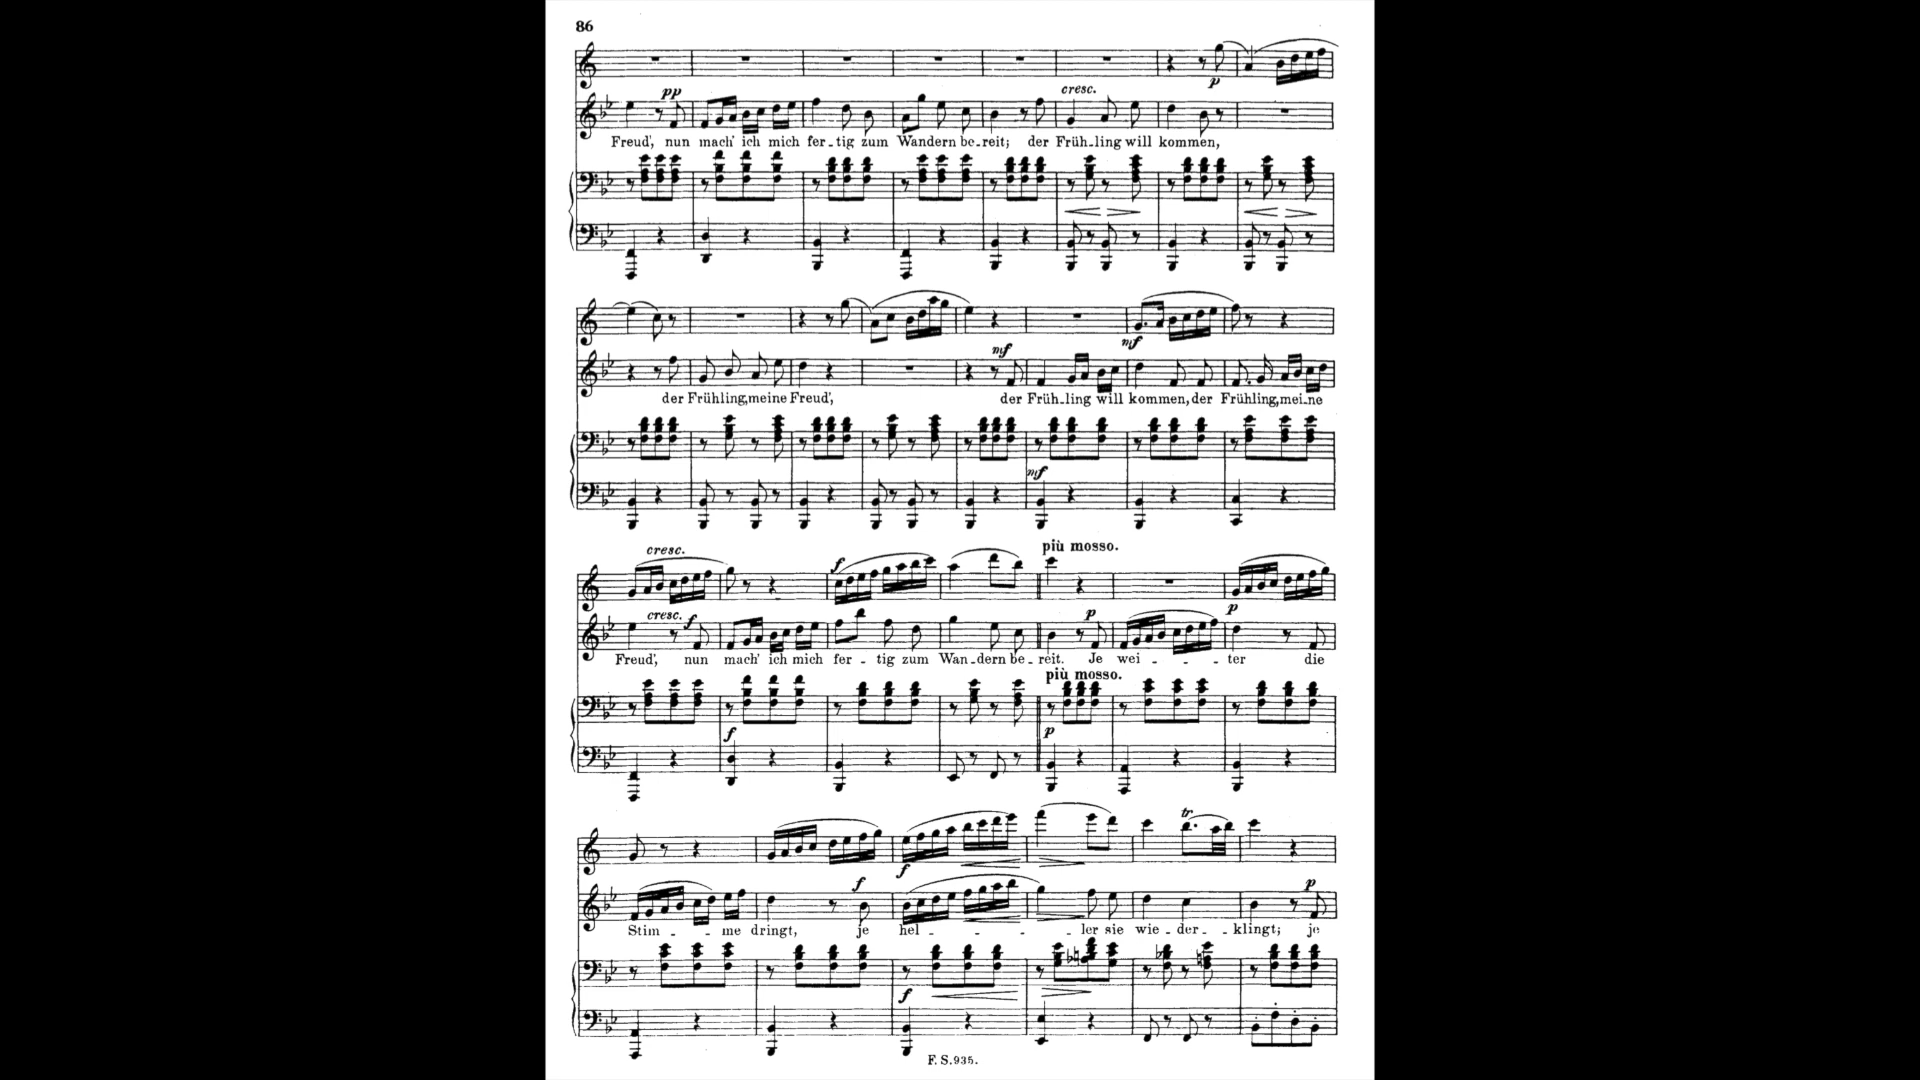 86
pp
cresc.
p
Freud', nun mach' ich mich fer-tig zum Wandern be-reit; der Früh-ling will kommen,
mf
mf
der Frühling, meine Freud', der Früh-ling will kommen, der Frühling, mei-ne
mf
cresc.
f
più mosso.
cresc. f
p
p
Freud', nun mach' ich mich fer-tig zum Wan-dern be-reit. Je wei---ter die
più mosso.
f
p
tr
f
f
p
Stim--me dringt, je hel----ler sie wie-der-klingt; je
f
F. S. 935.